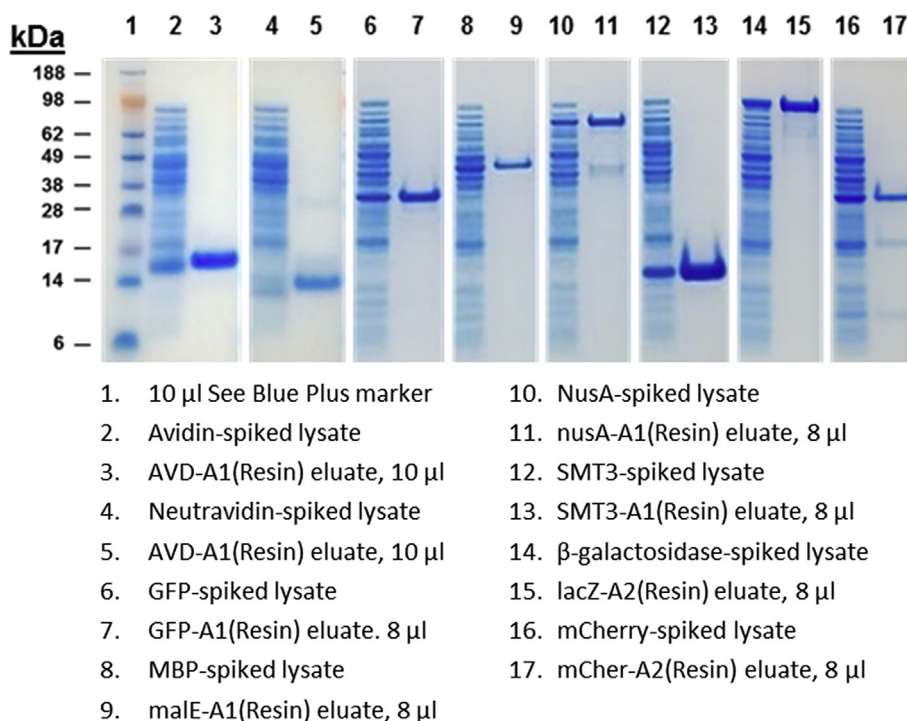 kDa
1 2 3 4 5 6 7 8 9 10 11 12 13 14 15 16 17
188
98
62
49
38
28
17
14
6
1. 10 µl See Blue Plus marker
2. Avidin-spiked lysate
3. AVD-A1(Resin) eluate, 10 µl
4. Neutravidin-spiked lysate
5. AVD-A1(Resin) eluate, 10 µl
6. GFP-spiked lysate
7. GFP-A1(Resin) eluate. 8 µl
8. MBP-spiked lysate
9. malE-A1(Resin) eluate, 8 µl
10. NusA-spiked lysate
11. nusA-A1(Resin) eluate, 8 µl
12. SMT3-spiked lysate
13. SMT3-A1(Resin) eluate, 8 µl
14. β-galactosidase-spiked lysate
15. lacZ-A2(Resin) eluate, 8 µl
16. mCherry-spiked lysate
17. mCher-A2(Resin) eluate, 8 µl